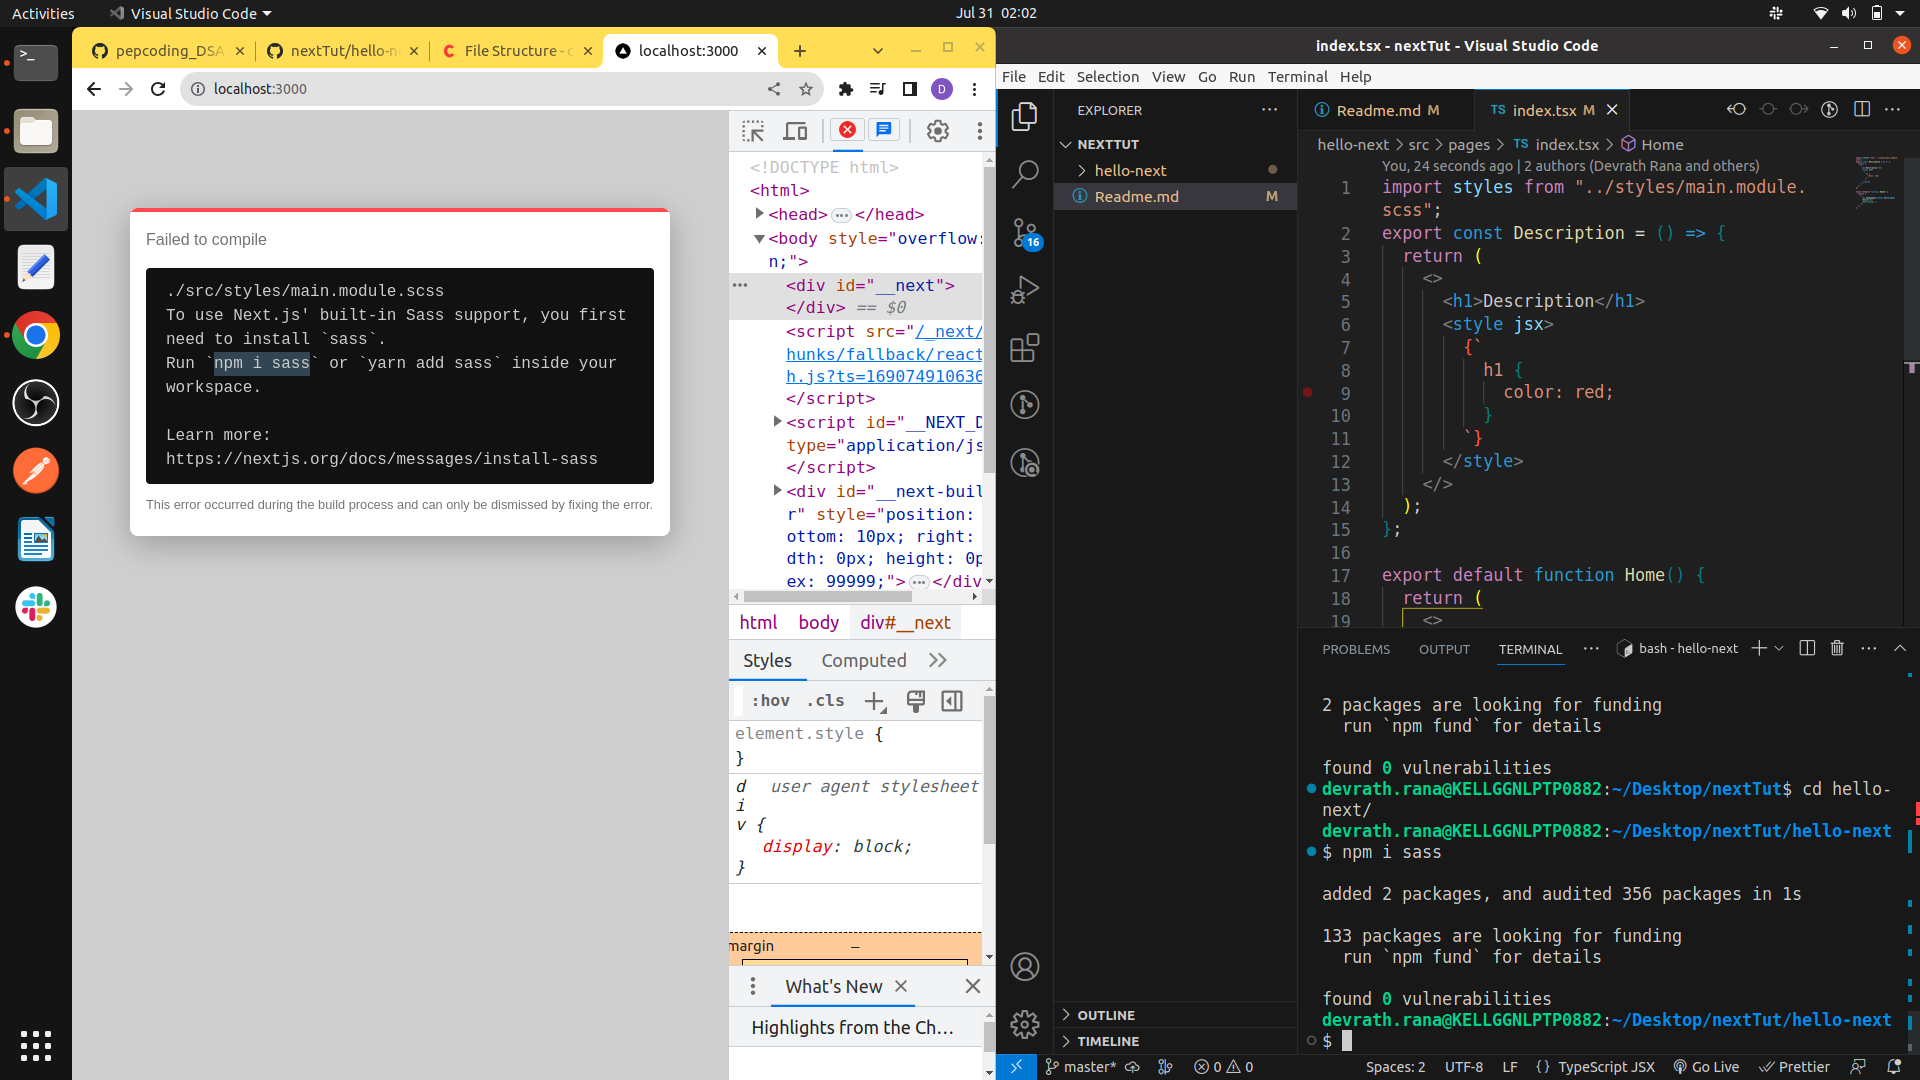 Activities
Visual Studio Code
Jul 31 02:02
pepcoding_DSA
nextTut/hello-n
File Structure - c
localhost:3000
localhost:3000
D
Failed to compile
./src/styles/main.module.scss
To use Next.js' built-in Sass support, you first
need to install `sass`.
Run `npm i sass` or `yarn add sass` inside your
workspace.
Learn more:
https://nextjs.org/docs/messages/install-sass
This error occurred during the build process and can only be dismissed by fixing the error.
<!DOCTYPE html>
<html>
<head>…</head>
<body style="overflow:
n;">
<div id="__next">
</div> == $0
<script src="/_next/
hunks/fallback/react
h.js?ts=169074910636
</script>
<script id="__NEXT_D
type="application/js
</script>
<div id="__next-buil
r" style="position:
ottom: 10px; right:
dth: 0px; height: 0p
ex: 99999;">…</div
html body div#__next
Styles Computed
:hov .cls
element.style {
}
d user agent stylesheet
i
v {
display: block;
}
margin –
What's New
Highlights from the Ch…
index.tsx - nextTut - Visual Studio Code
File Edit Selection View Go Run Terminal Help
EXPLORER
NEXTTUT
hello-next
Readme.md M
16
OUTLINE
TIMELINE
Readme.md M
TS index.tsx M
hello-next > src > pages > TS index.tsx > Home
You, 24 seconds ago | 2 authors (Devrath Rana and others)
1 import styles from "../styles/main.module.
scss";
2 export const Description = () => {
3 return (
4 <>
5 <h1>Description</h1>
6 <style jsx>
7 {`
8 h1 {
9 color: red;
10 }
11 `}
12 </style>
13 </>
14 );
15 };
16
17 export default function Home() {
18 return (
19 <>
PROBLEMS OUTPUT TERMINAL bash - hello-next
2 packages are looking for funding
run `npm fund` for details
found 0 vulnerabilities
devrath.rana@KELLGGNLPTP0882:~/Desktop/nextTut$ cd hello-
next/
devrath.rana@KELLGGNLPTP0882:~/Desktop/nextTut/hello-next
$ npm i sass
added 2 packages, and audited 356 packages in 1s
133 packages are looking for funding
run `npm fund` for details
found 0 vulnerabilities
devrath.rana@KELLGGNLPTP0882:~/Desktop/nextTut/hello-next
$
master* 0 0 Spaces: 2 UTF-8 LF {} TypeScript JSX Go Live Prettier